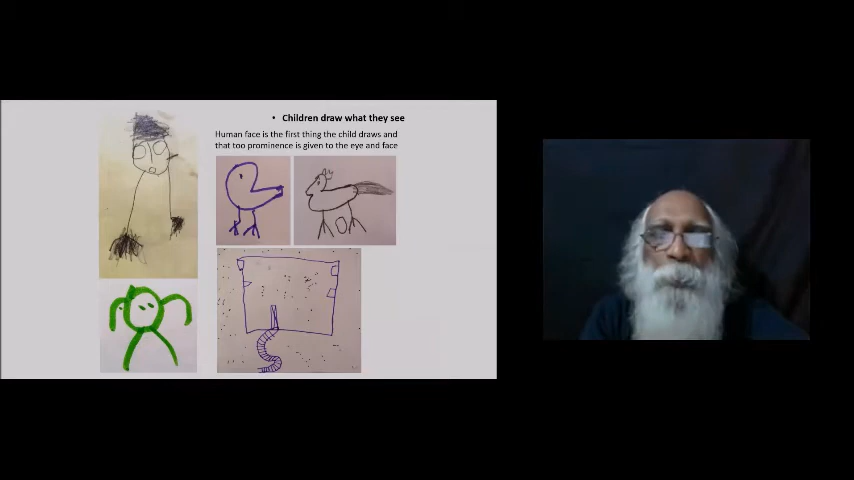 • Children draw what they see
Human face is the first thing the child draws and
that too prominence is given to the eye and face